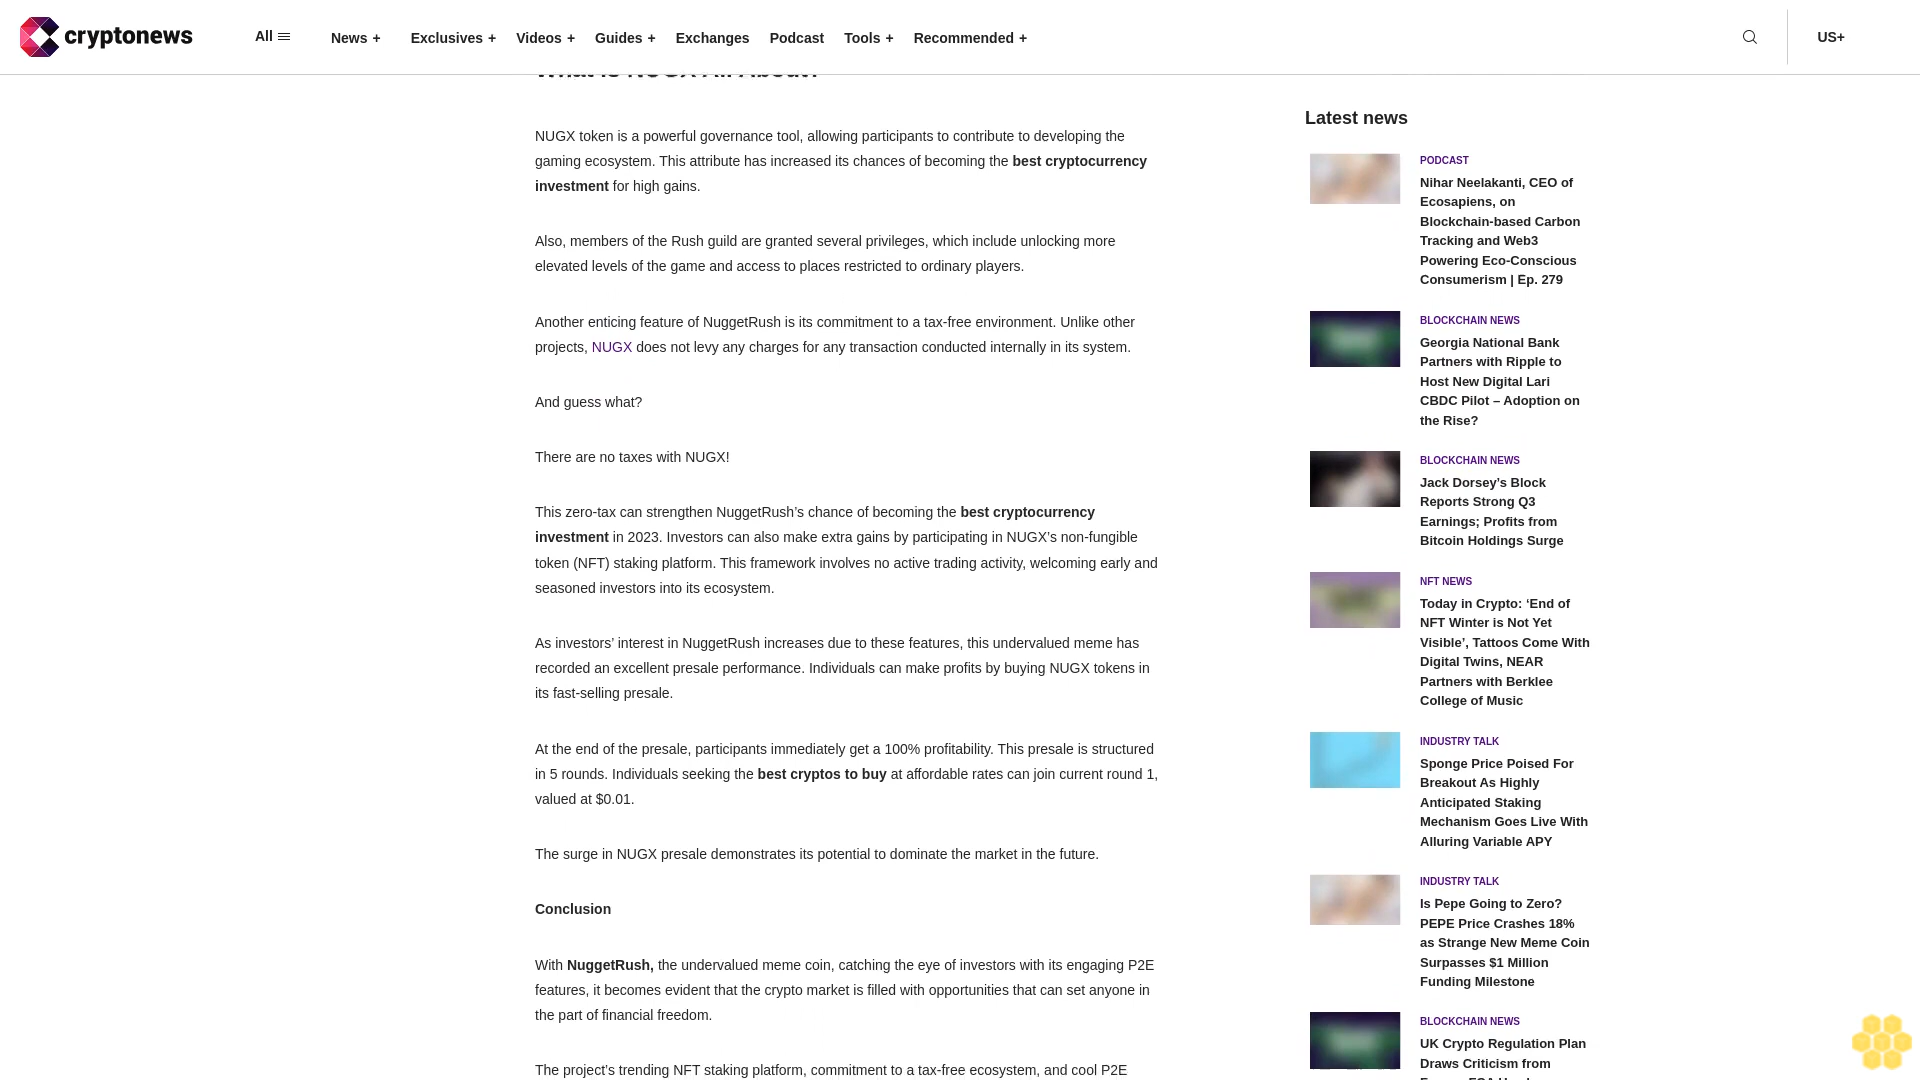 cryptonews
All
News +
Exclusives +
Videos +
Guides +
Exchanges
Podcast
Tools +
Recommended +
US+
What Is NUGX All About?
NUGX token is a powerful governance tool, allowing participants to contribute to developing the
gaming ecosystem. This attribute has increased its chances of becoming the best cryptocurrency
investment for high gains.
Also, members of the Rush guild are granted several privileges, which include unlocking more
elevated levels of the game and access to places restricted to ordinary players.
Another enticing feature of NuggetRush is its commitment to a tax-free environment. Unlike other
projects, NUGX does not levy any charges for any transaction conducted internally in its system.
And guess what?
There are no taxes with NUGX!
This zero-tax can strengthen NuggetRush’s chance of becoming the best cryptocurrency
investment in 2023. Investors can also make extra gains by participating in NUGX’s non-fungible
token (NFT) staking platform. This framework involves no active trading activity, welcoming early and
seasoned investors into its ecosystem.
As investors’ interest in NuggetRush increases due to these features, this undervalued meme has
recorded an excellent presale performance. Individuals can make profits by buying NUGX tokens in
its fast-selling presale.
At the end of the presale, participants immediately get a 100% profitability. This presale is structured
in 5 rounds. Individuals seeking the best cryptos to buy at affordable rates can join current round 1,
valued at $0.01.
The surge in NUGX presale demonstrates its potential to dominate the market in the future.
Conclusion
With NuggetRush, the undervalued meme coin, catching the eye of investors with its engaging P2E
features, it becomes evident that the crypto market is filled with opportunities that can set anyone in
the part of financial freedom.
The project’s trending NFT staking platform, commitment to a tax-free ecosystem, and cool P2E
Latest news
PODCAST
Nihar Neelakanti, CEO of
Ecosapiens, on
Blockchain-based Carbon
Tracking and Web3
Powering Eco-Conscious
Consumerism | Ep. 279
BLOCKCHAIN NEWS
Georgia National Bank
Partners with Ripple to
Host New Digital Lari
CBDC Pilot – Adoption on
the Rise?
BLOCKCHAIN NEWS
Jack Dorsey’s Block
Reports Strong Q3
Earnings; Profits from
Bitcoin Holdings Surge
NFT NEWS
Today in Crypto: ‘End of
NFT Winter is Not Yet
Visible’, Tattoos Come With
Digital Twins, NEAR
Partners with Berklee
College of Music
INDUSTRY TALK
Sponge Price Poised For
Breakout As Highly
Anticipated Staking
Mechanism Goes Live With
Alluring Variable APY
INDUSTRY TALK
Is Pepe Going to Zero?
PEPE Price Crashes 18%
as Strange New Meme Coin
Surpasses $1 Million
Funding Milestone
BLOCKCHAIN NEWS
UK Crypto Regulation Plan
Draws Criticism from